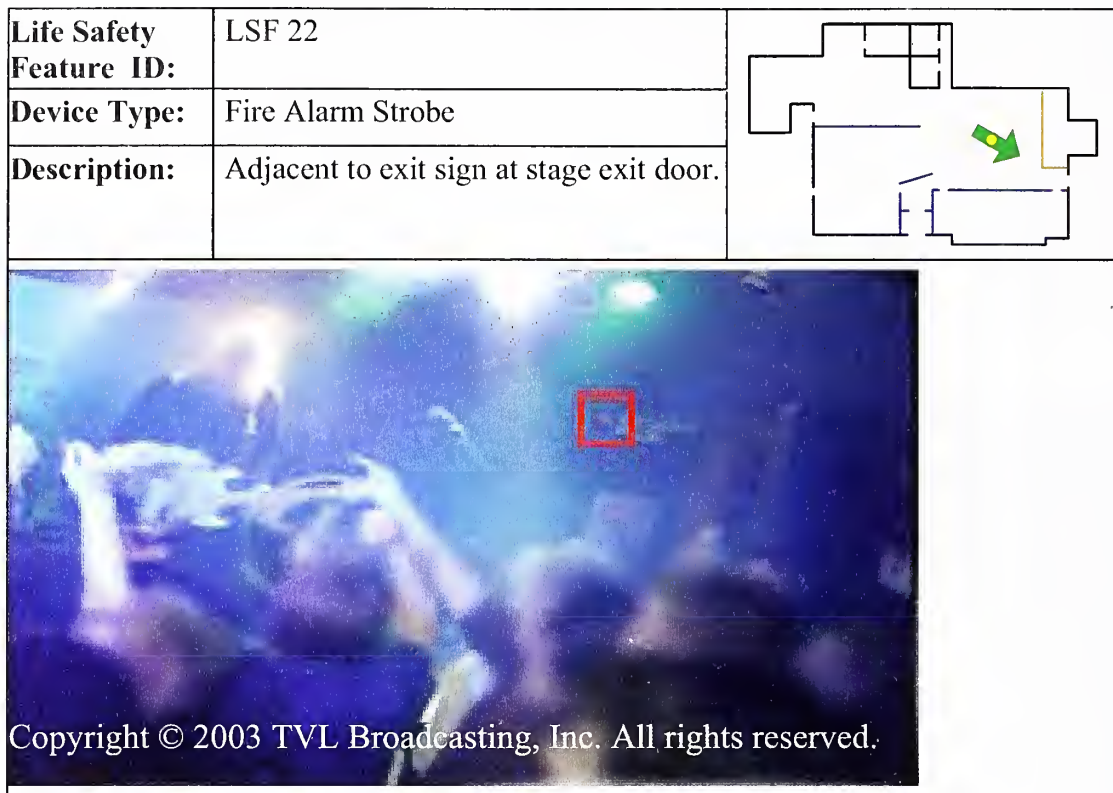 Life Safety
Feature ID:
LSF 22
Device Type:
Fire Alarm Strobe
Description:
Adjacent to exit sign at stage exit door.
Copyright © 2003 TVL Broadcasting, Inc. All rights reserved.